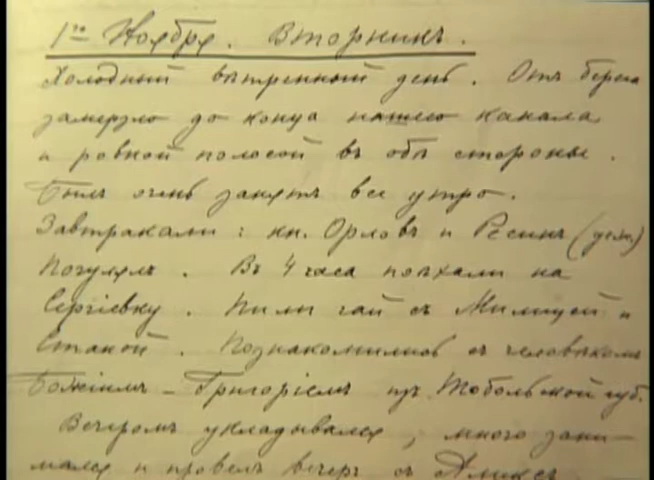 1го Ноября. Вторникъ.
Холодный вѣтренный день. Отъ берега
замерзло до конца нашего канала
и ровной полосой въ обѣ стороны.
Былъ очень занятъ все утро.
Завтракали: кн. Орловъ и Ресинъ (деж.)
Погулялъ. Въ 4 часа поѣхали на
Сергіевку. Пили чай съ Милицей и
Станой. Познакомились съ человѣкомъ
Божіимъ – Григоріемъ изъ Тобольской губ.
Вечеромъ укладывался, много зани-
мался и провелъ вечеръ съ Аликс